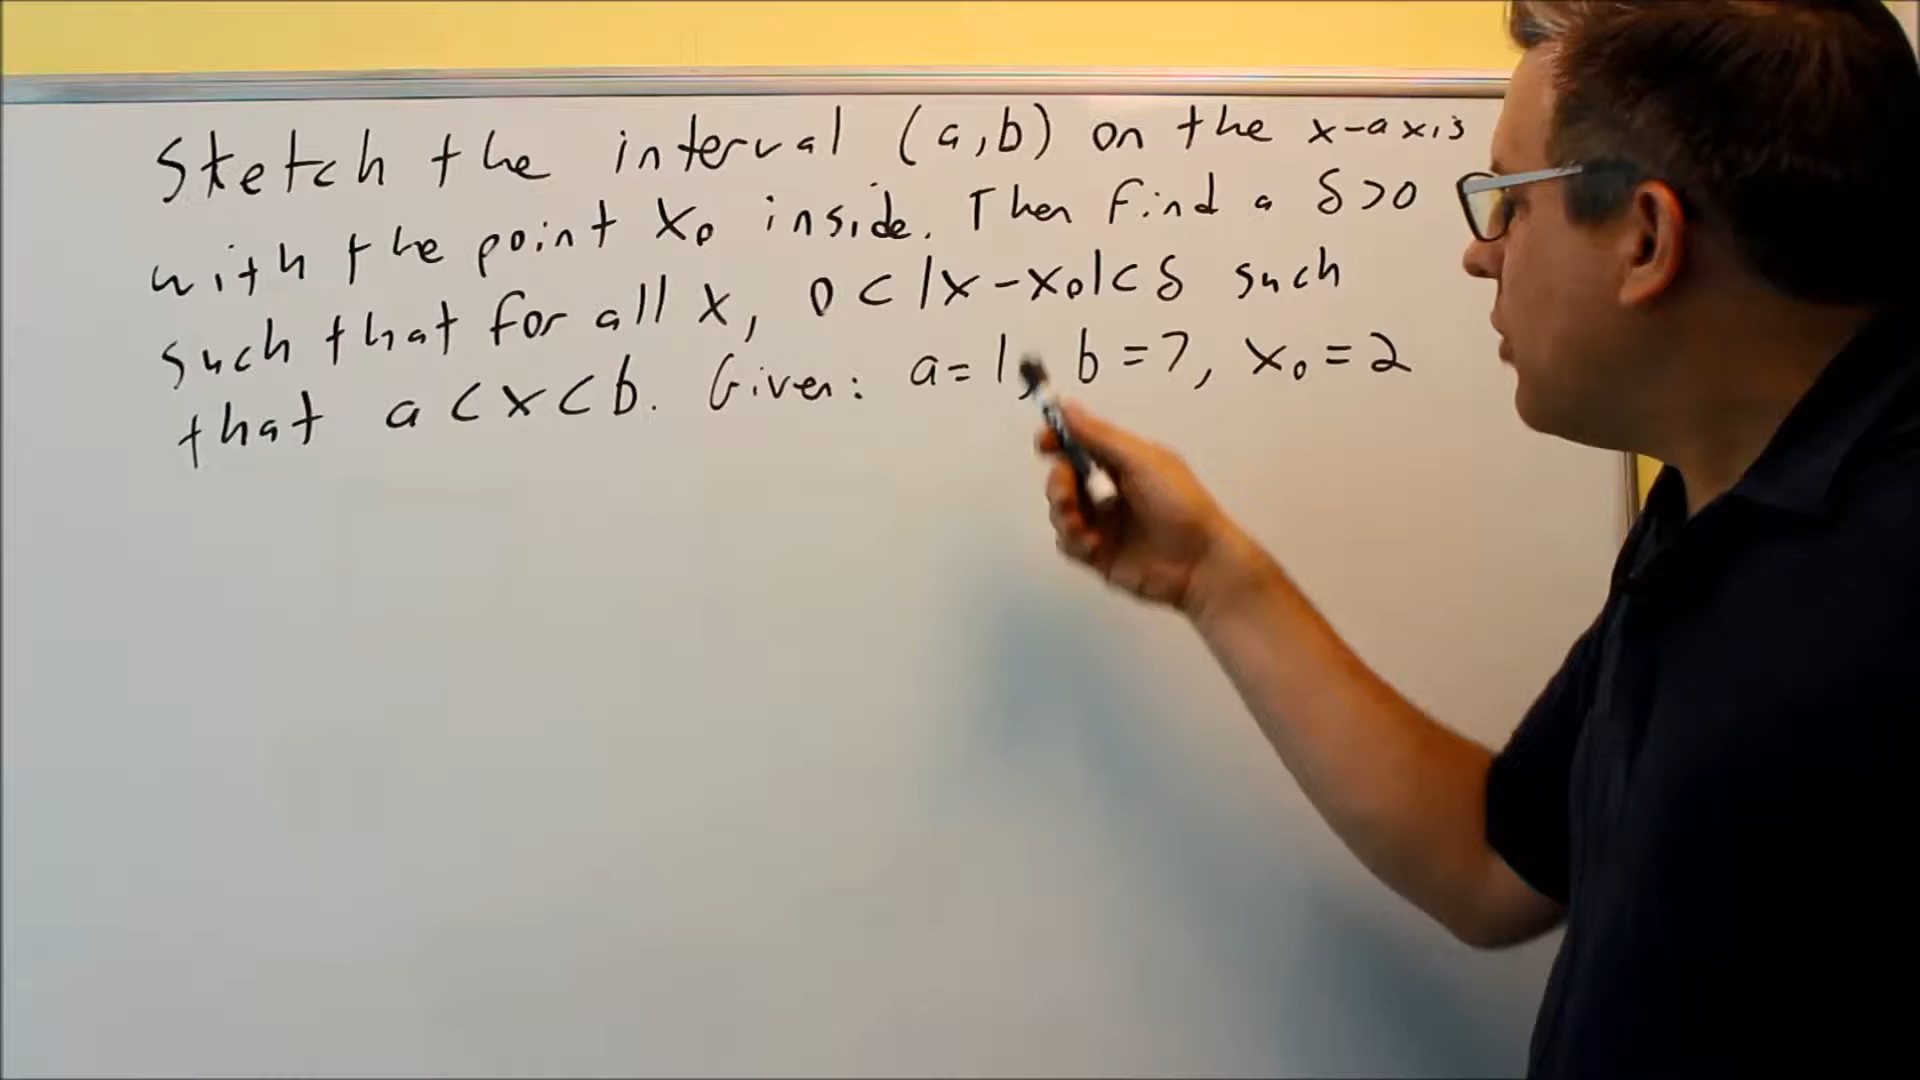 Sketch the interval (a,b) on the x-axis
with the point x₀ inside. Then find a δ>0
such that for all x, 0<|x-x₀|<δ such
that a<x<b. Given: a=1, b=7, x₀=2